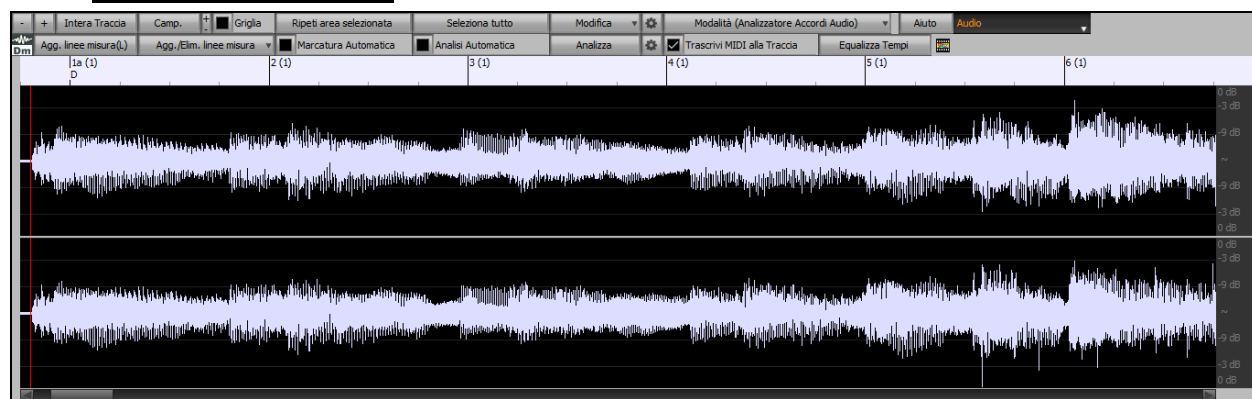 - + Intera Traccia Camp. + - Griglia Ripeti area selezionata Seleziona tutto Modifica Modalità (Analizzatore Accordi Audio) Aiuto Audio
Dm Agg. linee misura(L) Agg./Elim. linee misura Marcatura Automatica Analisi Automatica Analizza Trascrivi MIDI alla Traccia Equalizza Tempi
1a (1) 2 (1) 3 (1) 4 (1) 5 (1) 6 (1)
D
0 dB
-3 dB
-9 dB
~
-9 dB
-3 dB
0 dB
0 dB
-3 dB
-9 dB
~
-9 dB
-3 dB
0 dB